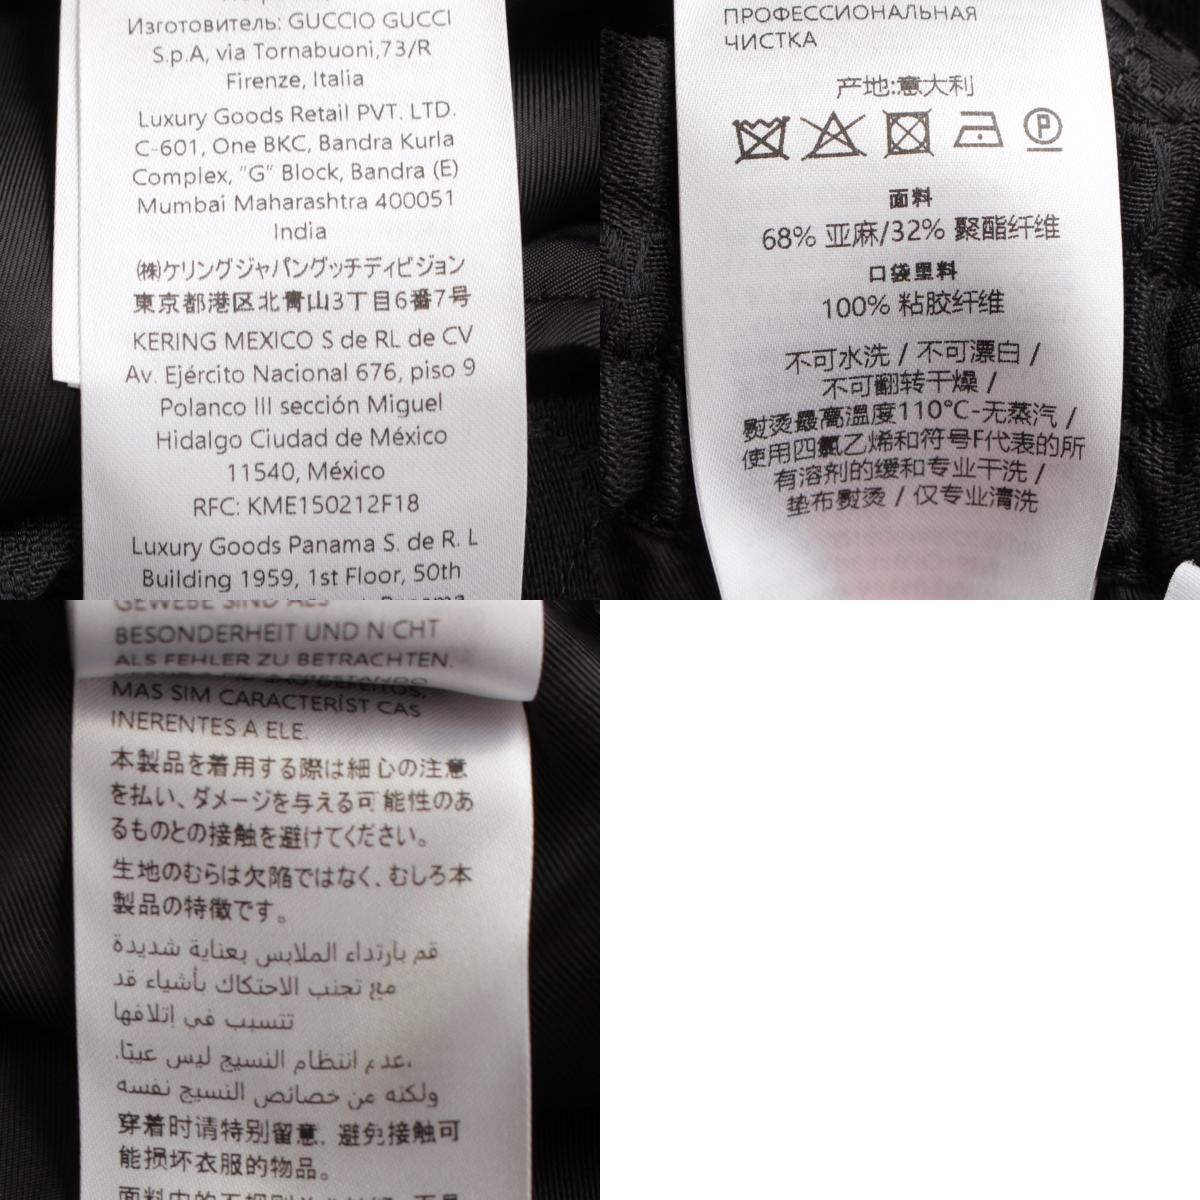 Изготовитель: GUCCIO GUCCI
S.p.A, via Tornabuoni,73/R
Firenze, Italia
Luxury Goods Retail PVT. LTD.
C-601, One BKC, Bandra Kurla
Complex, "G" Block, Bandra (E)
Mumbai Maharashtra 400051
India
㈱ケリングジャパングッチディビジョン
東京都港区北青山3丁目6番7号
KERING MEXICO S de RL de CV
Av. Ejército Nacional 676, piso 9
Polanco III sección Miguel
Hidalgo Ciudad de México
11540, México
RFC: KME150212F18
Luxury Goods Panama S. de R. L
Building 1959, 1st Floor, 50th
ПРОФЕССИОНАЛЬНАЯ
ЧИСТКА
产地:意大利
P
面料
68% 亚麻/32% 聚酯纤维
口袋里料
100% 粘胶纤维
不可水洗 / 不可漂白 /
不可翻转干燥 /
熨烫最高温度110°C-无蒸汽 /
使用四氯乙烯和符号F代表的所
有溶剂的缓和专业干洗 /
垫布熨烫 / 仅专业清洗
GEWEBE SIND ALS
BESONDERHEIT UND N CHT
ALS FEHLER ZU BETRACHTEN.
MAS SIM CARACTERÍST CAS
INERENTES A ELE.
本製品を着用する際は細心の注意
を払い、ダメージを与える可能性のあ
るものとの接触を避けてください。
生地のむらは欠陥ではなく、むしろ本
製品の特徴です。
قم بارتداء الملابس بعناية شديدة
مع تجنب الاحتكاك بأشياء قد
تتسبب في إتلافها
،عدم انتظام النسيج ليس عيبًا.
ولكنه من خصائص النسيج نفسه
穿着时请特别留意，避免接触可
能损坏衣服的物品。